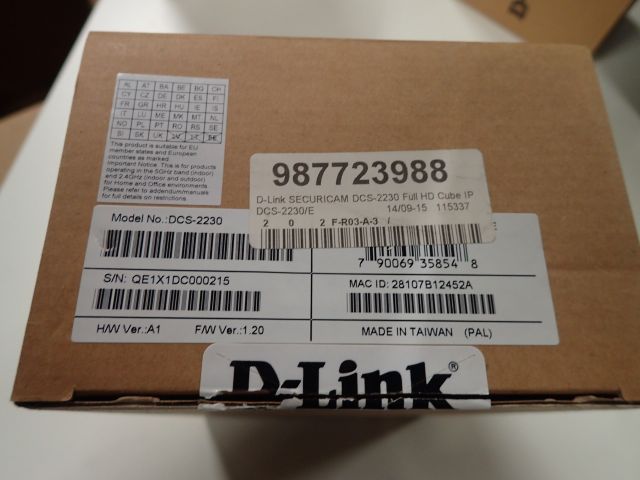 AL AT BA BE BG CH
CY CZ DE DK ES FI
FR GR HR HU IE IS
IT LU ME MK MT NL
NO PL PT RO RS SE
SI SK UK
This product is suitable for EU
member states and European
countries as marked.
Important Notice. This is for products
operating in the 5GHz band (indoor)
and 2.4GHz (indoor and outdoor)
for Home and Office environments
Please refer to addendum/manuals
for full details on restrictions.
987723988
D-Link SECURICAM DCS-2230 Full HD Cube IP
DCS-2230/E 14/09-15 115337
2 0 2 F-R03-A-3 /
Model No.:DCS-2230
E
7 90069 35854 8
S/N: QE1X1DC000215
MAC ID: 28107B12452A
H/W Ver.:A1 F/W Ver.:1.20
MADE IN TAIWAN (PAL)
D-Link®
D